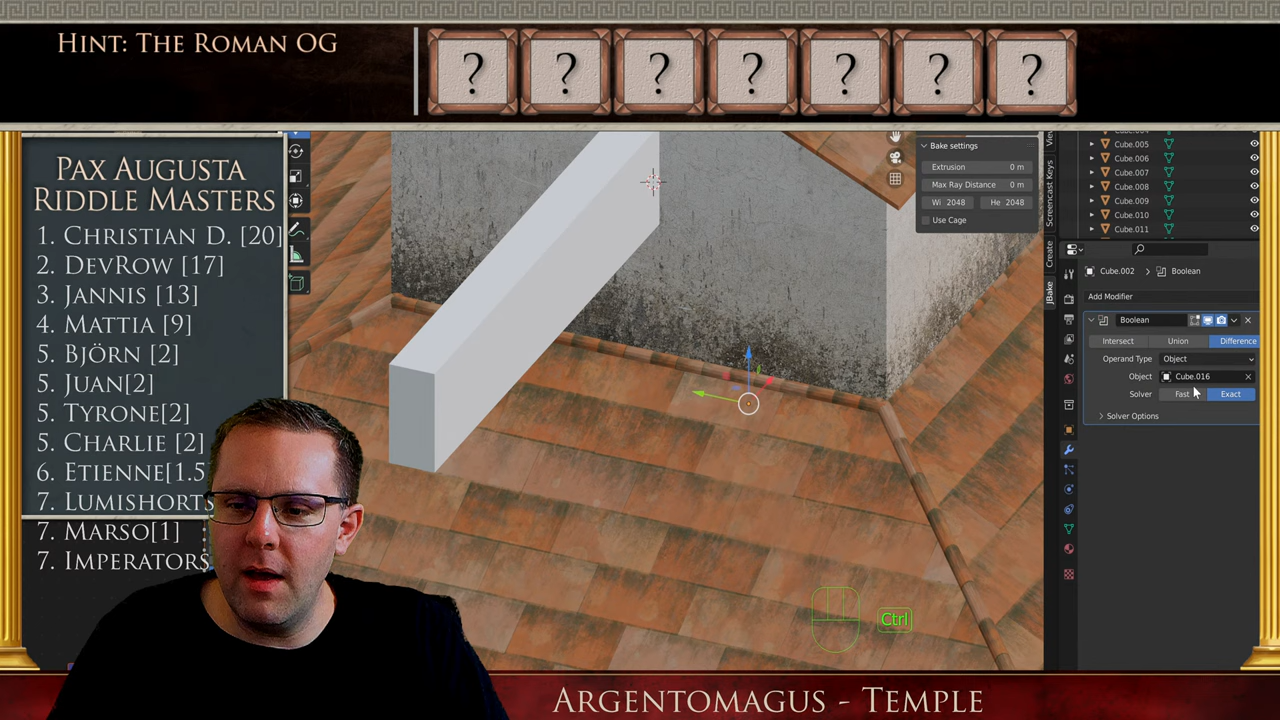 Hint: The Roman OG
? ? ? ? ? ? ?
Pax Augusta
Riddle Masters
1. Christian D. [20]
2. DevRow [17]
3. Jannis [13]
4. Mattia [9]
5. Björn [2]
5. Juan[2]
5. Tyrone[2]
5. Charlie [2]
6. Etienne[1.5
7. Lumishorts
7. Marso[1]
7. Imperators
Bake settings
Extrusion 0 m
Max Ray Distance 0 m
Wi 2048 He 2048
Use Cage
Screencast Keys
Create
JBake
Cube.005
Cube.006
Cube.007
Cube.008
Cube.009
Cube.010
Cube.011
Cube.002 > Boolean
Add Modifier
Boolean
Intersect Union Difference
Operand Type Object
Object Cube.016
Solver Fast Exact
Solver Options
Ctrl
Argentomagus - Temple